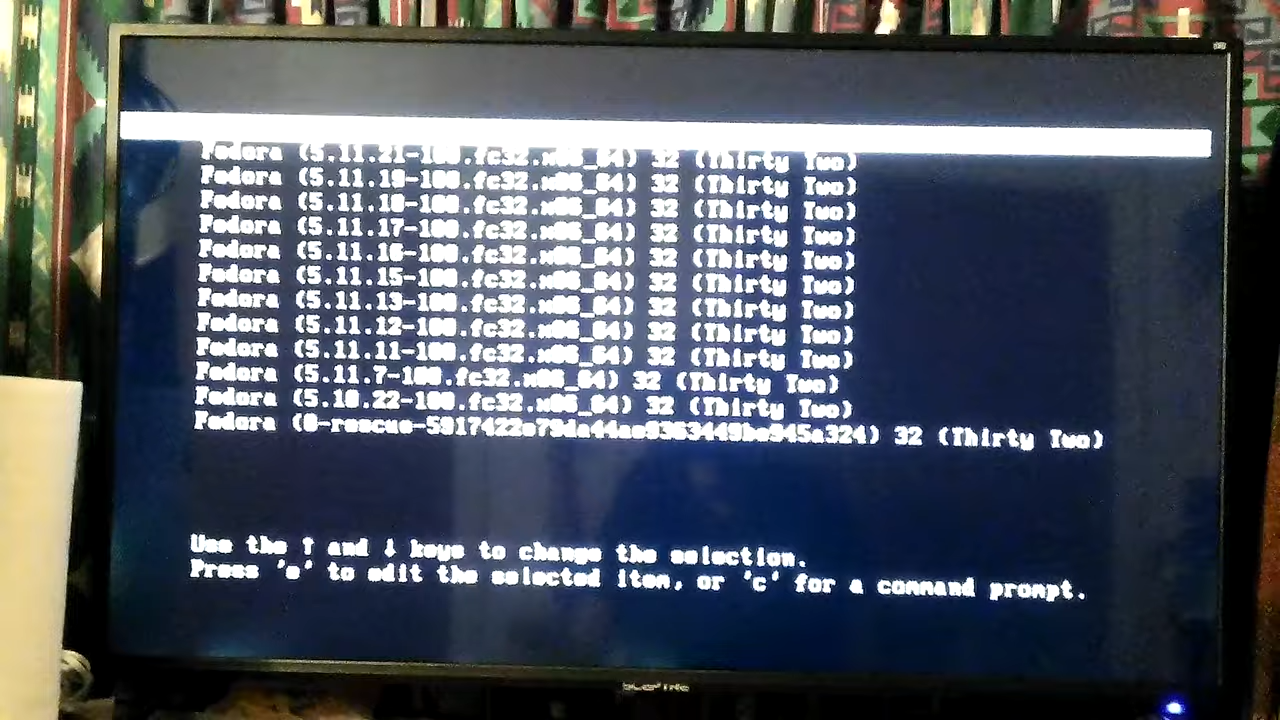 Fedora (5.11.21-100.fc32.x86_64) 32 (Thirty Two)
Fedora (5.11.19-100.fc32.x86_64) 32 (Thirty Two)
Fedora (5.11.18-100.fc32.x86_64) 32 (Thirty Two)
Fedora (5.11.17-100.fc32.x86_64) 32 (Thirty Two)
Fedora (5.11.16-100.fc32.x86_64) 32 (Thirty Two)
Fedora (5.11.15-100.fc32.x86_64) 32 (Thirty Two)
Fedora (5.11.13-100.fc32.x86_64) 32 (Thirty Two)
Fedora (5.11.12-100.fc32.x86_64) 32 (Thirty Two)
Fedora (5.11.11-100.fc32.x86_64) 32 (Thirty Two)
Fedora (5.11.7-100.fc32.x86_64) 32 (Thirty Two)
Fedora (5.10.22-100.fc32.x86_64) 32 (Thirty Two)
Fedora 32 (Thirty Two)
Use the ↑ and ↓ keys to change the selection.
Press 'e' to edit the selected item, or 'c' for a command prompt.
Sceptre